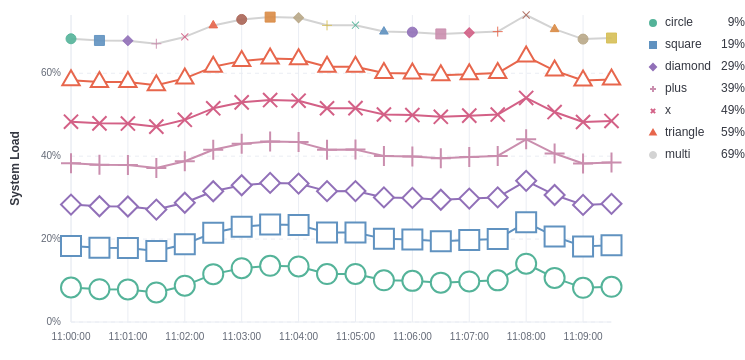 System Load
60%
40%
20%
0%
11:00:00 11:01:00 11:02:00 11:03:00 11:04:00 11:05:00 11:06:00 11:07:00 11:08:00 11:09:00
circle 9%
square 19%
diamond 29%
plus 39%
x 49%
triangle 59%
multi 69%